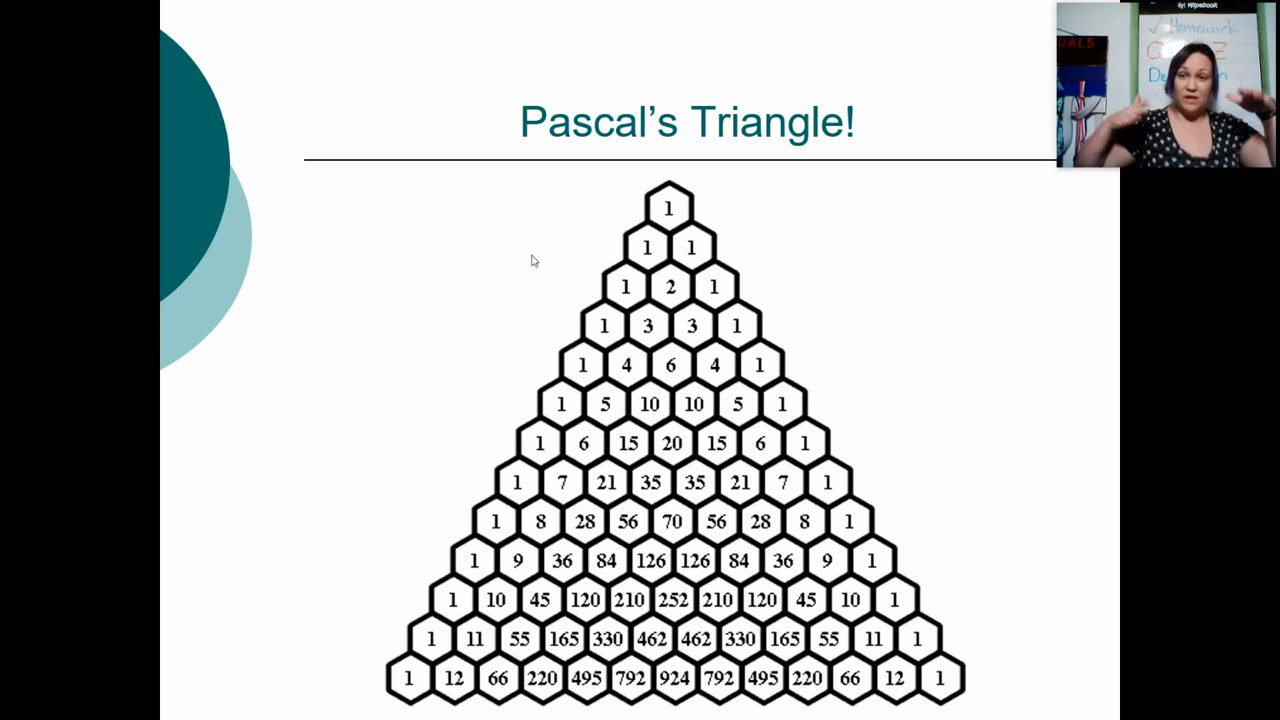 Wipebook
✓ Homework
Pascal's Triangle!
1
1 1
1 2 1
1 3 3 1
1 4 6 4 1
1 5 10 10 5 1
1 6 15 20 15 6 1
1 7 21 35 35 21 7 1
1 8 28 56 70 56 28 8 1
1 9 36 84 126 126 84 36 9 1
1 10 45 120 210 252 210 120 45 10 1
1 11 55 165 330 462 462 330 165 55 11 1
1 12 66 220 495 792 924 792 495 220 66 12 1